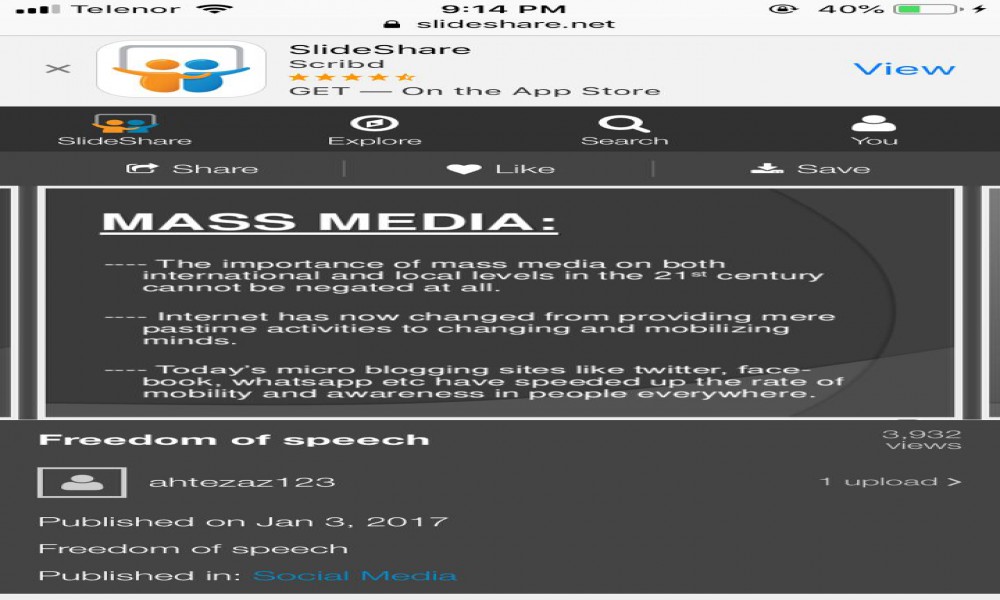 Telenor 9:14 PM 40%
slideshare.net
SlideShare
Scribd
GET — On the App Store
View
SlideShare Explore Search You
Share Like Save
MASS MEDIA:
---- The importance of mass media on both
international and local levels in the 21st century
cannot be negated at all.
---- Internet has now changed from providing mere
pastime activities to changing and mobilizing
minds.
---- Today's micro blogging sites like twitter, face-
book, whatsapp etc have speeded up the rate of
mobility and awareness in people everywhere.
Freedom of speech
3,932
views
ahtezaz123
1 upload >
Published on Jan 3, 2017
Freedom of speech
Published in: Social Media